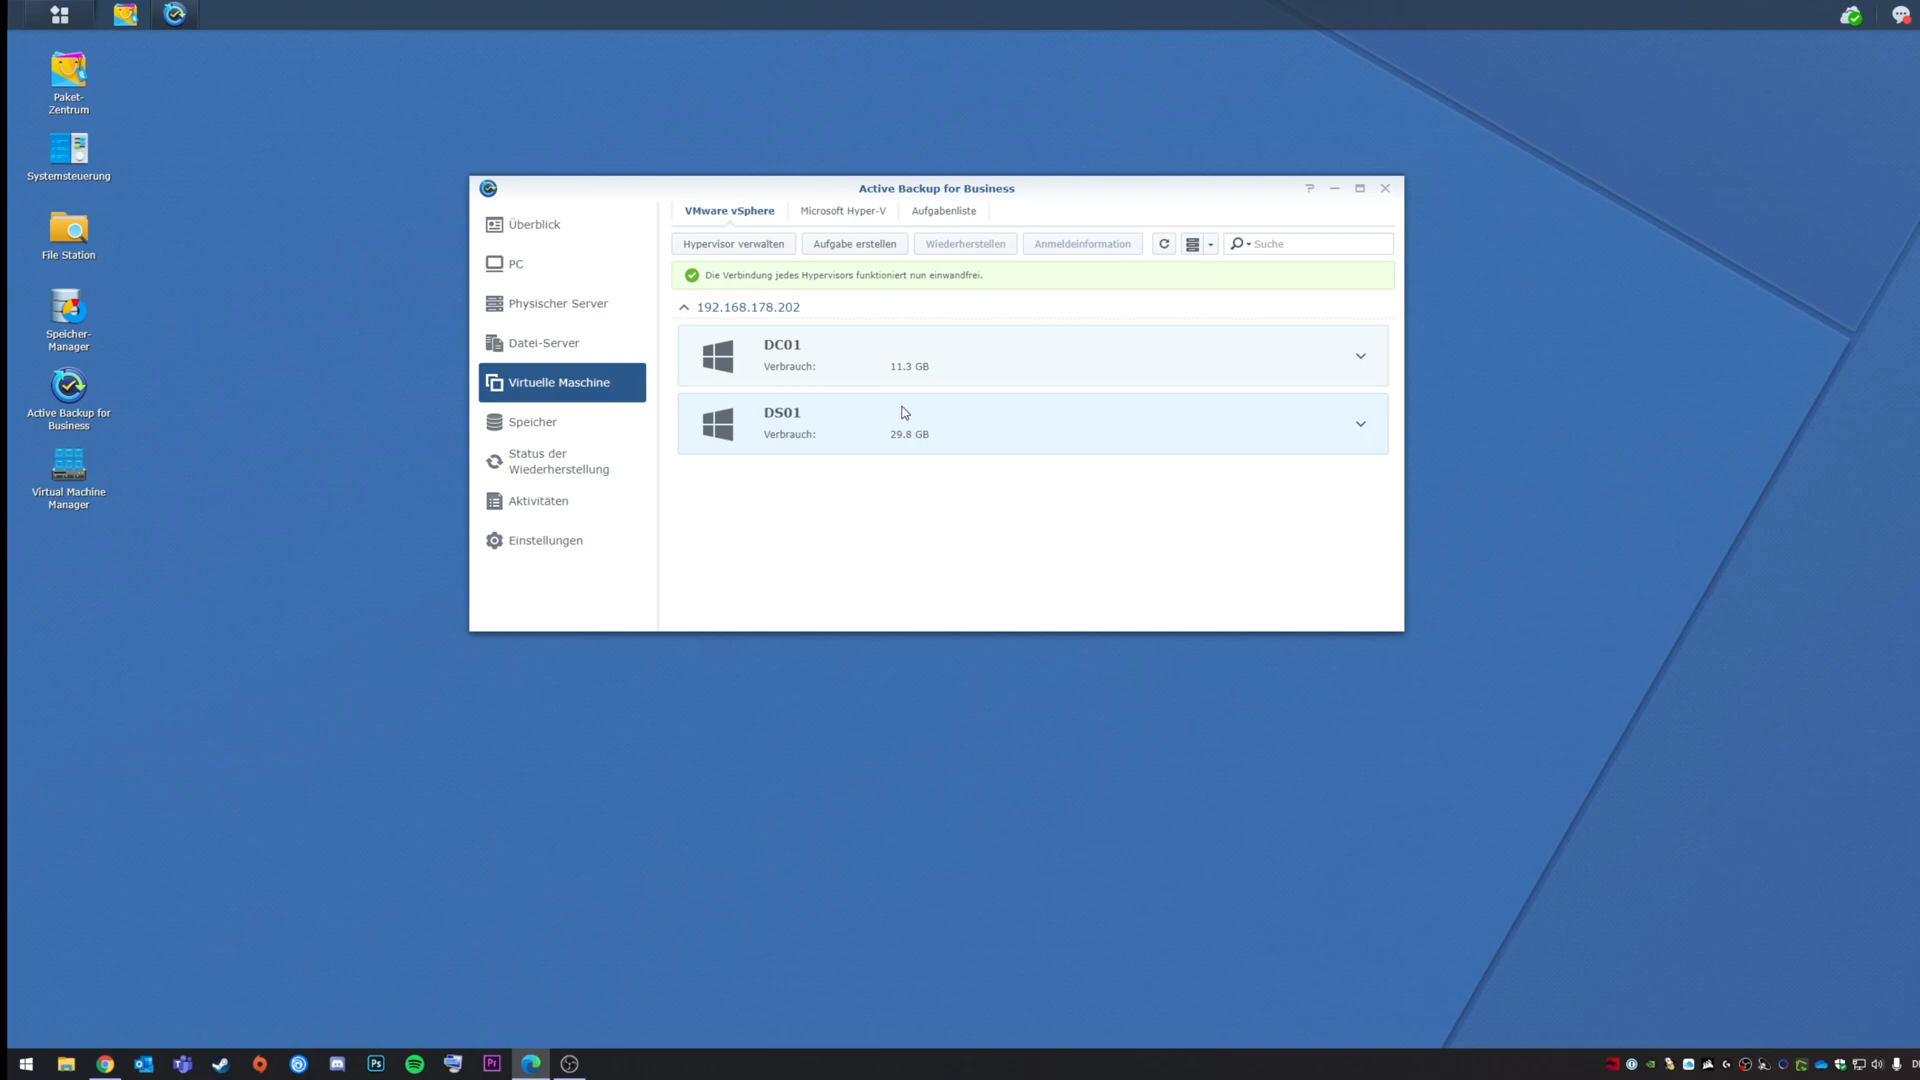 Paket-
Zentrum
Systemsteuerung
File Station
Speicher-
Manager
Active Backup for
Business
Virtual Machine
Manager
Active Backup for Business
Überblick
PC
Physischer Server
Datei-Server
Virtuelle Maschine
Speicher
Status der
Wiederherstellung
Aktivitäten
Einstellungen
VMware vSphere Microsoft Hyper-V Aufgabenliste
Hypervisor verwalten Aufgabe erstellen Wiederherstellen Anmeldeinformation Suche
Die Verbindung jedes Hypervisors funktioniert nun einwandfrei.
192.168.178.202
DC01
Verbrauch: 11.3 GB
DS01
Verbrauch: 29.8 GB
Ps
Pr